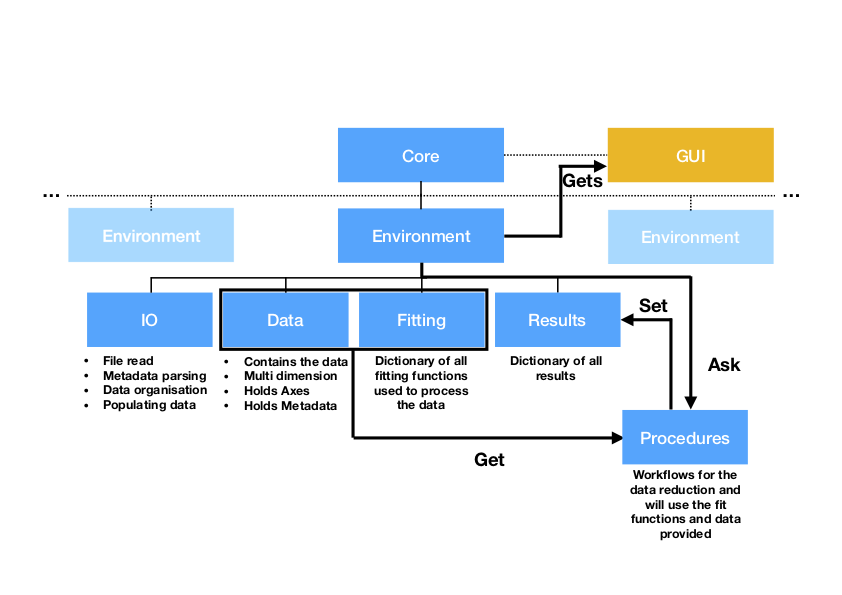 Core
GUI
Gets
...
...
Environment
Environment
Environment
IO
Data
Fitting
Results
Set
• File read
• Metadata parsing
• Data organisation
• Populating data
• Contains the data
• Multi dimension
• Holds Axes
• Holds Metadata
Dictionary of all
fitting functions
used to process
the data
Dictionary of all
results
Ask
Procedures
Get
Workflows for the
data reduction and
will use the fit
functions and data
provided